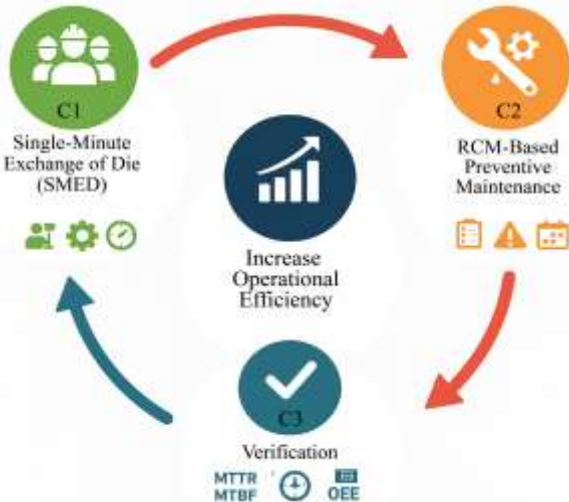 C1
Single-Minute
Exchange of Die
(SMED)
C2
RCM-Based
Preventive
Maintenance
Increase
Operational
Efficiency
C3
Verification
MTTR
MTBF
OEE